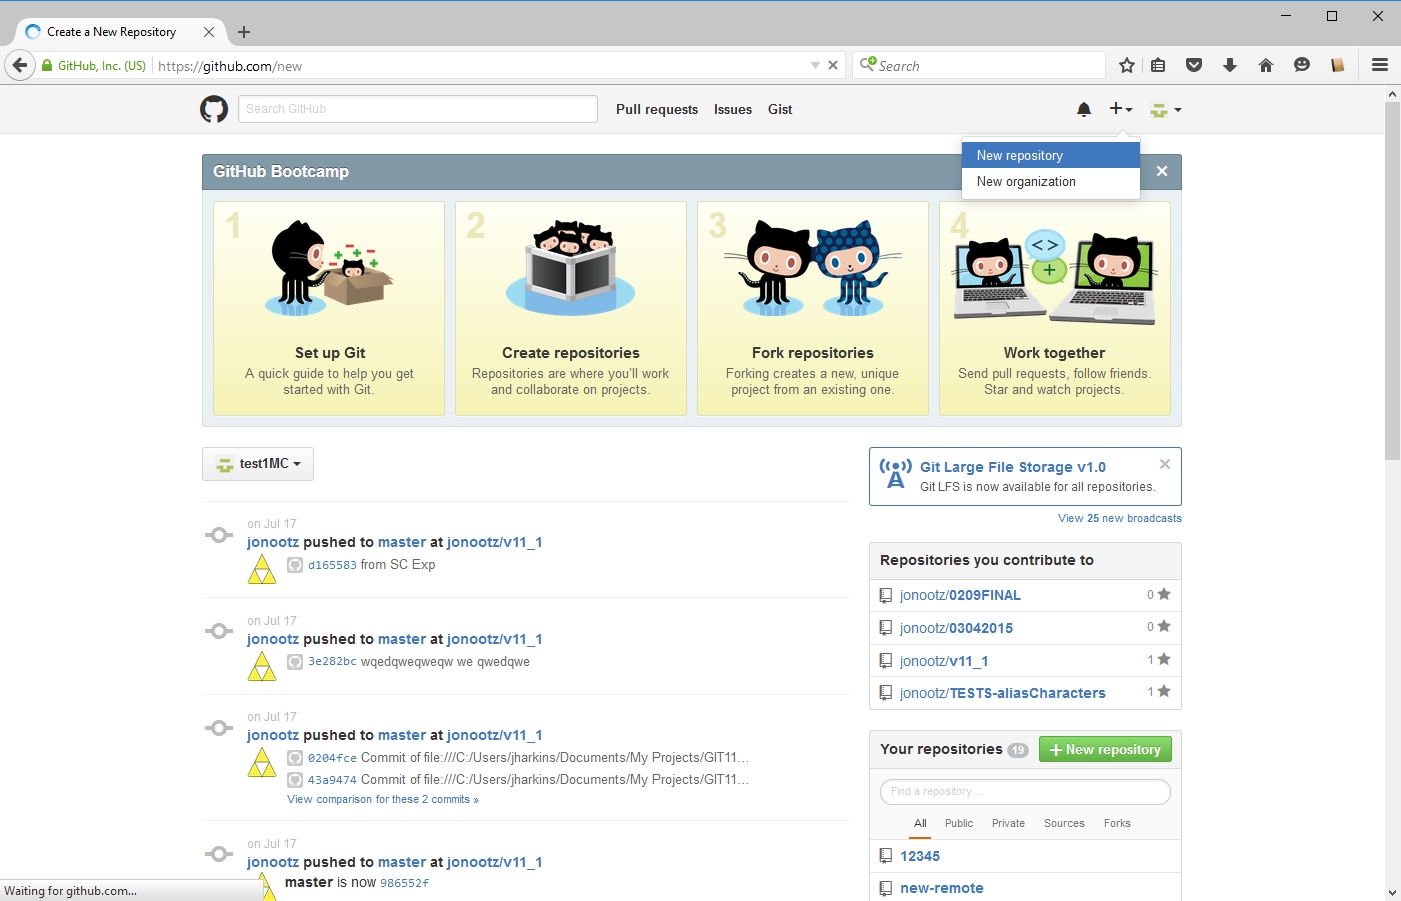 Create a New Repository
GitHub, Inc. (US)
https://github.com/new
Search
Search GitHub
Pull requests
Issues
Gist
New repository
New organization
GitHub Bootcamp
1
2
3
4
Set up Git
A quick guide to help you get
started with Git.
Create repositories
Repositories are where you'll work
and collaborate on projects.
Fork repositories
Forking creates a new, unique
project from an existing one.
Work together
Send pull requests, follow friends.
Star and watch projects.
test1MC
on Jul 17
jonootz pushed to master at jonootz/v11_1
d165583 from SC Exp
on Jul 17
jonootz pushed to master at jonootz/v11_1
3e282bc wqedqweqweqw we qwedqwe
on Jul 17
jonootz pushed to master at jonootz/v11_1
0204fce Commit of file:///C:/Users/jharkins/Documents/My Projects/GIT11…
43a9474 Commit of file:///C:/Users/jharkins/Documents/My Projects/GIT11…
View comparison for these 2 commits »
on Jul 17
jonootz pushed to master at jonootz/v11_1
master is now 986552f
Git Large File Storage v1.0
Git LFS is now available for all repositories.
View 25 new broadcasts
Repositories you contribute to
jonootz/0209FINAL 0
jonootz/03042015 0
jonootz/v11_1 1
jonootz/TESTS-aliasCharacters 1
Your repositories 19
New repository
Find a repository…
All Public Private Sources Forks
12345
new-remote
Waiting for github.com...